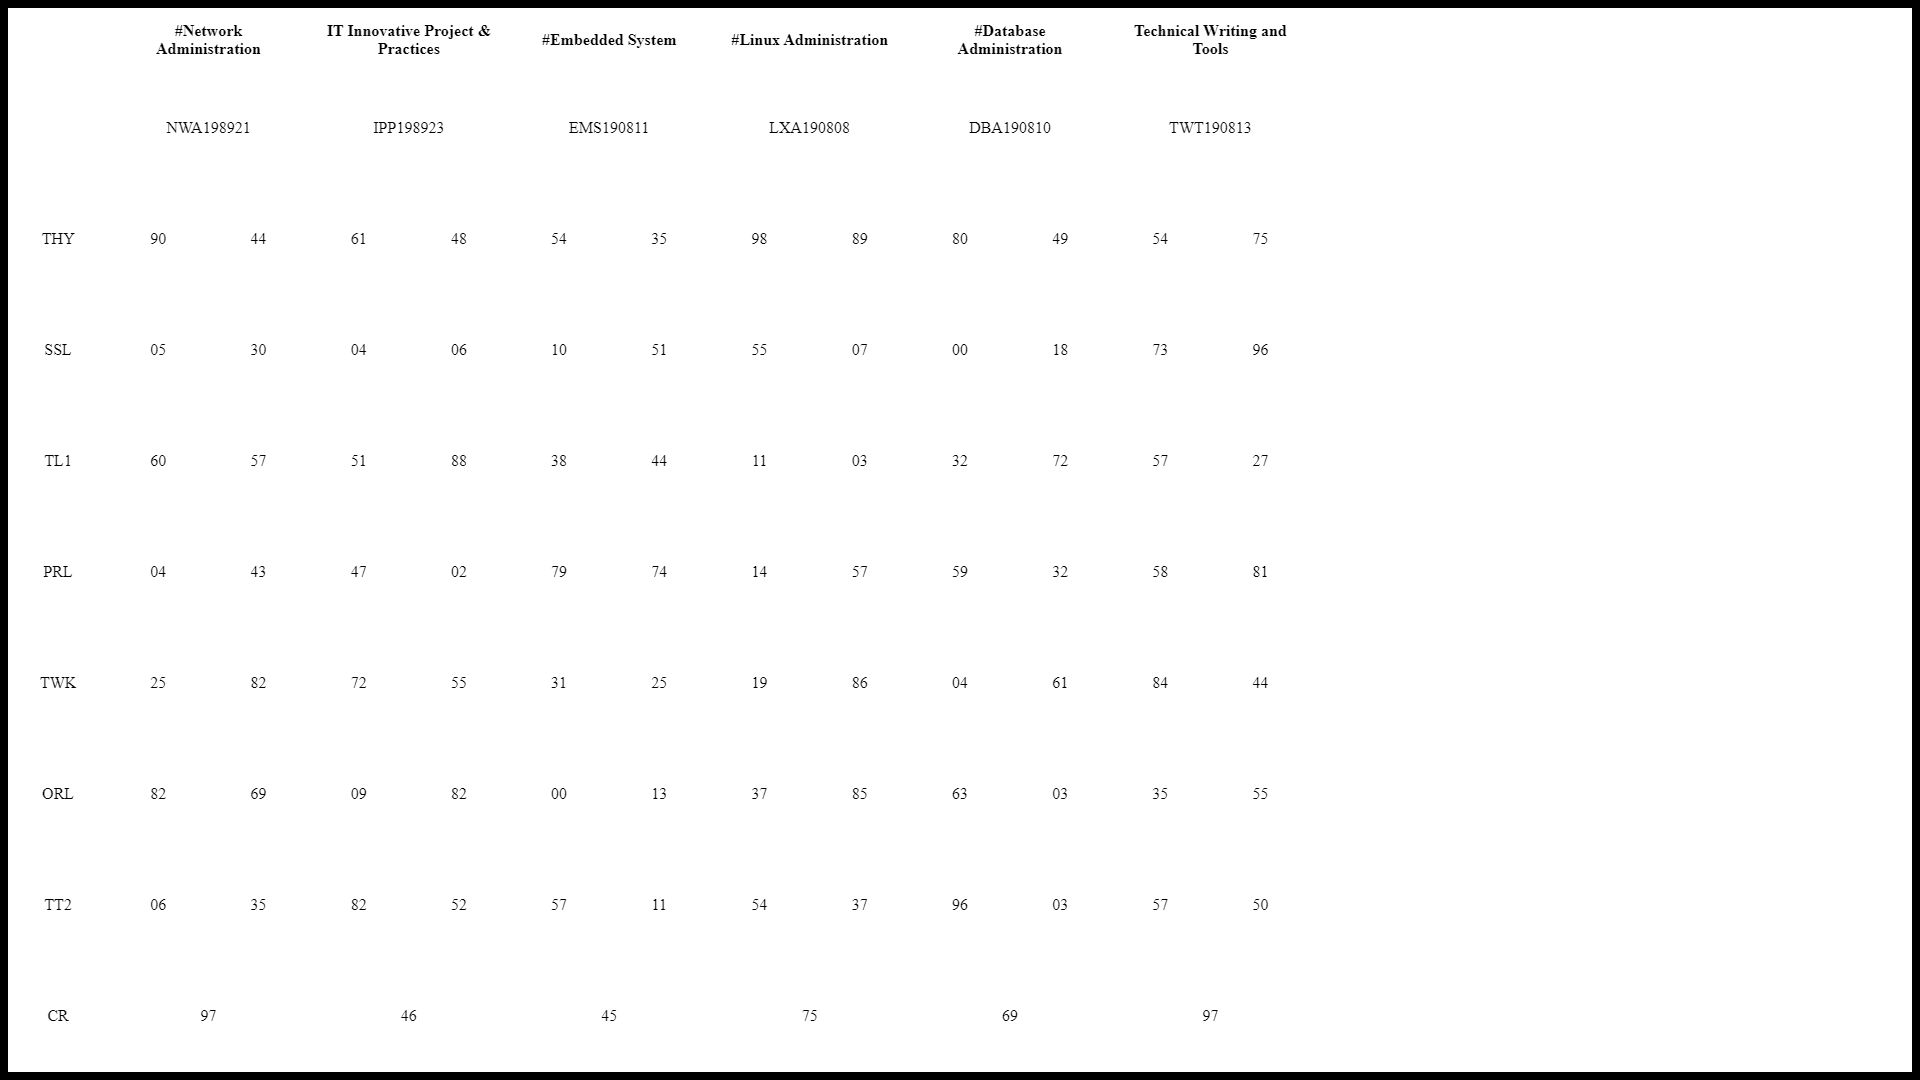 #Network Administration IT Innovative Project & Practices #Embedded System #Linux Administration #Database Administration Technical Writing and Tools
NWA198921 IPP198923 EMS190811 LXA190808 DBA190810 TWT190813
THY 90 44 61 48 54 35 98 89 80 49 54 75
SSL 05 30 04 06 10 51 55 07 00 18 73 96
TL1 60 57 51 88 38 44 11 03 32 72 57 27
PRL 04 43 47 02 79 74 14 57 59 32 58 81
TWK 25 82 72 55 31 25 19 86 04 61 84 44
ORL 82 69 09 82 00 13 37 85 63 03 35 55
TT2 06 35 82 52 57 11 54 37 96 03 57 50
CR 97 46 45 75 69 97